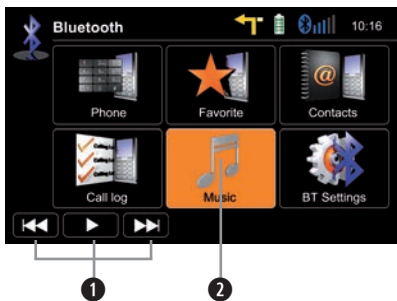 Bluetooth 10:16
Phone Favorite Contacts
@
Call log Music BT Settings
1 2